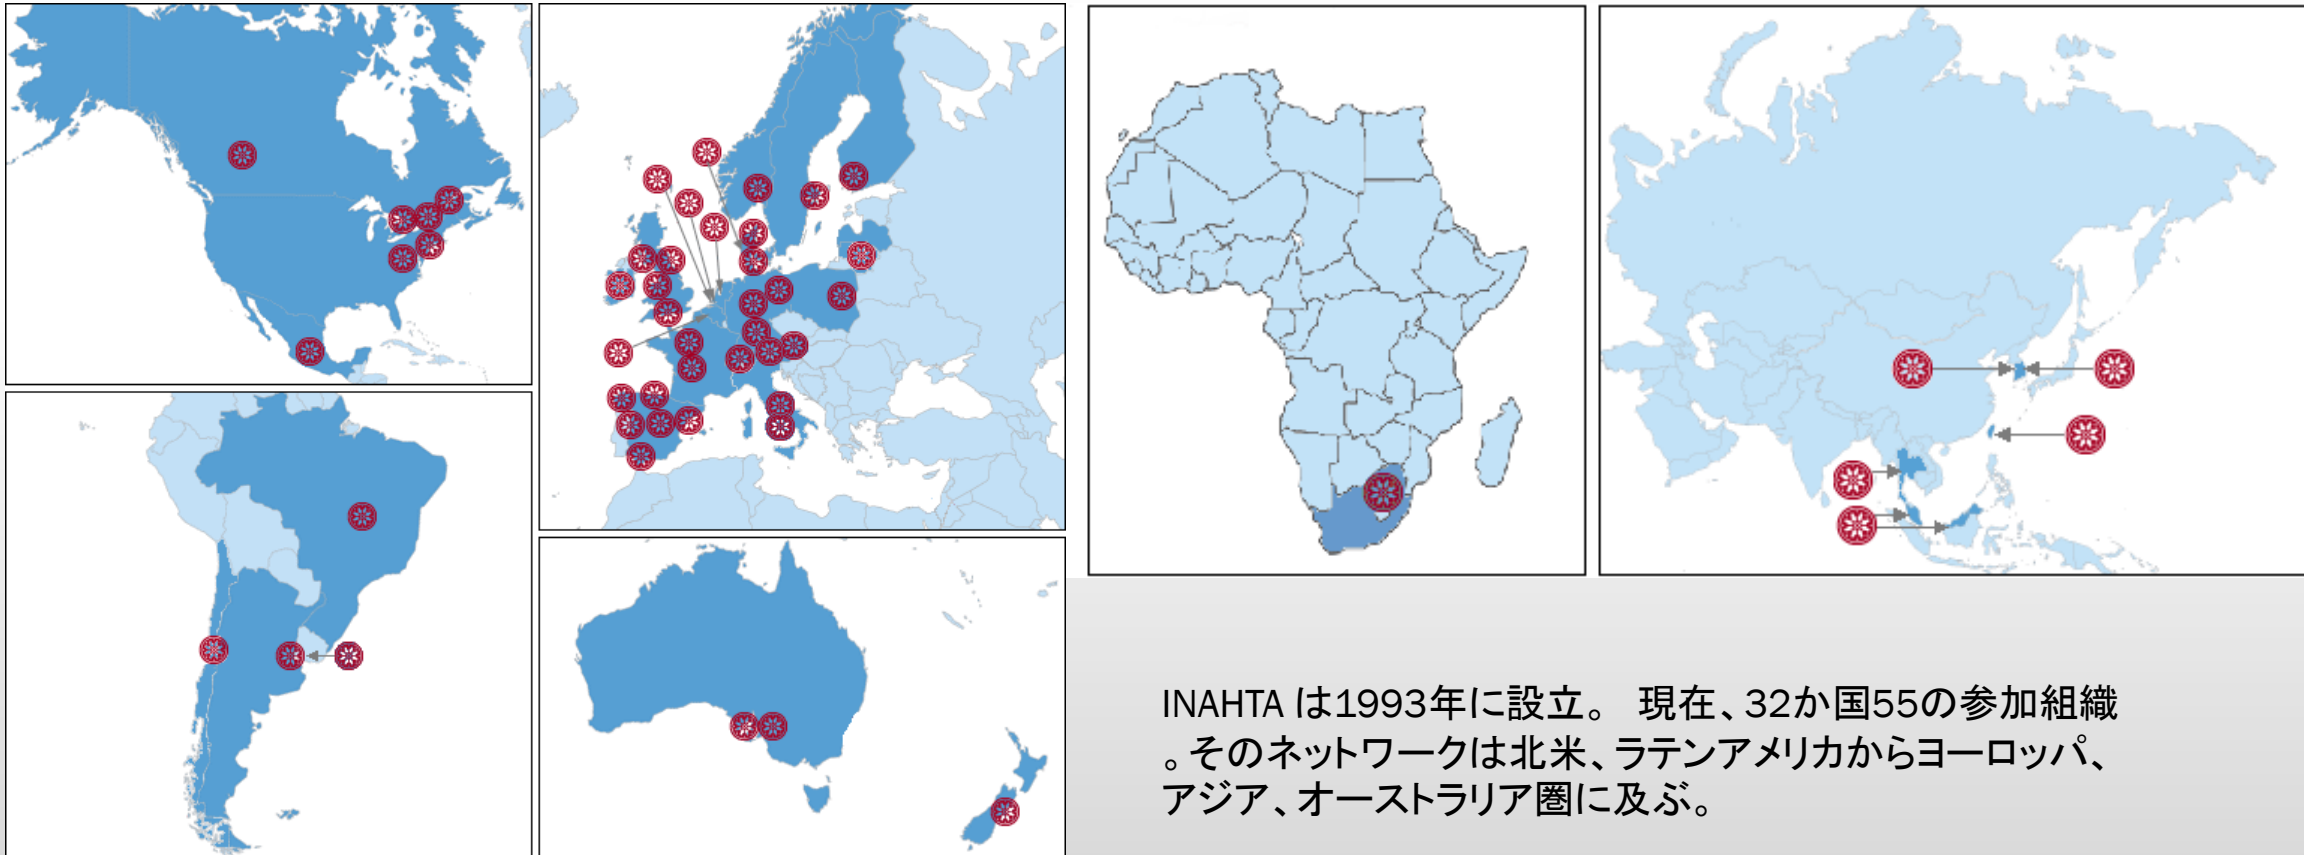 INAHTA は1993年に設立。 現在、32か国55の参加組織
。そのネットワークは北米、ラテンアメリカからヨーロッパ、
アジア、オーストラリア圏に及ぶ。